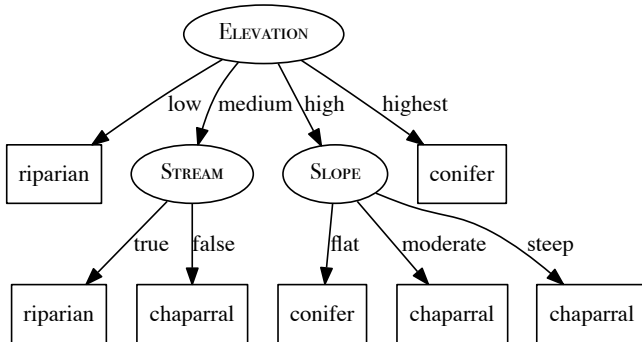 ELEVATION
low medium high highest
riparian STREAM SLOPE conifer
true false flat moderate steep
riparian chaparral conifer chaparral chaparral